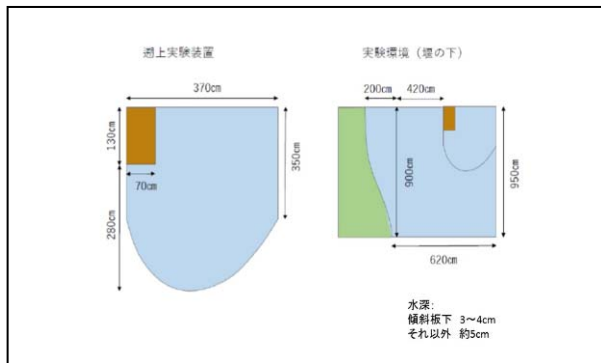 遡上実験装置
実験環境（堰の下）
370㎝
200㎝
420㎝
130㎝
70㎝
280㎝
350㎝
900㎝
950㎝
620㎝
水深:
傾斜板下 3～4cm
それ以外 約5cm